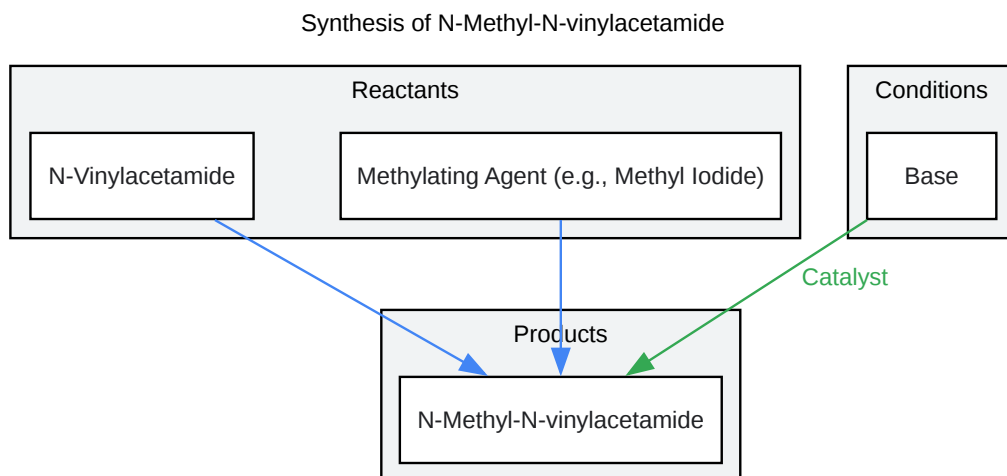 Synthesis of N-Methyl-N-vinylacetamide
Reactants
Conditions
N-Vinylacetamide
Methylating Agent (e.g., Methyl Iodide)
Base
Catalyst
Products
N-Methyl-N-vinylacetamide